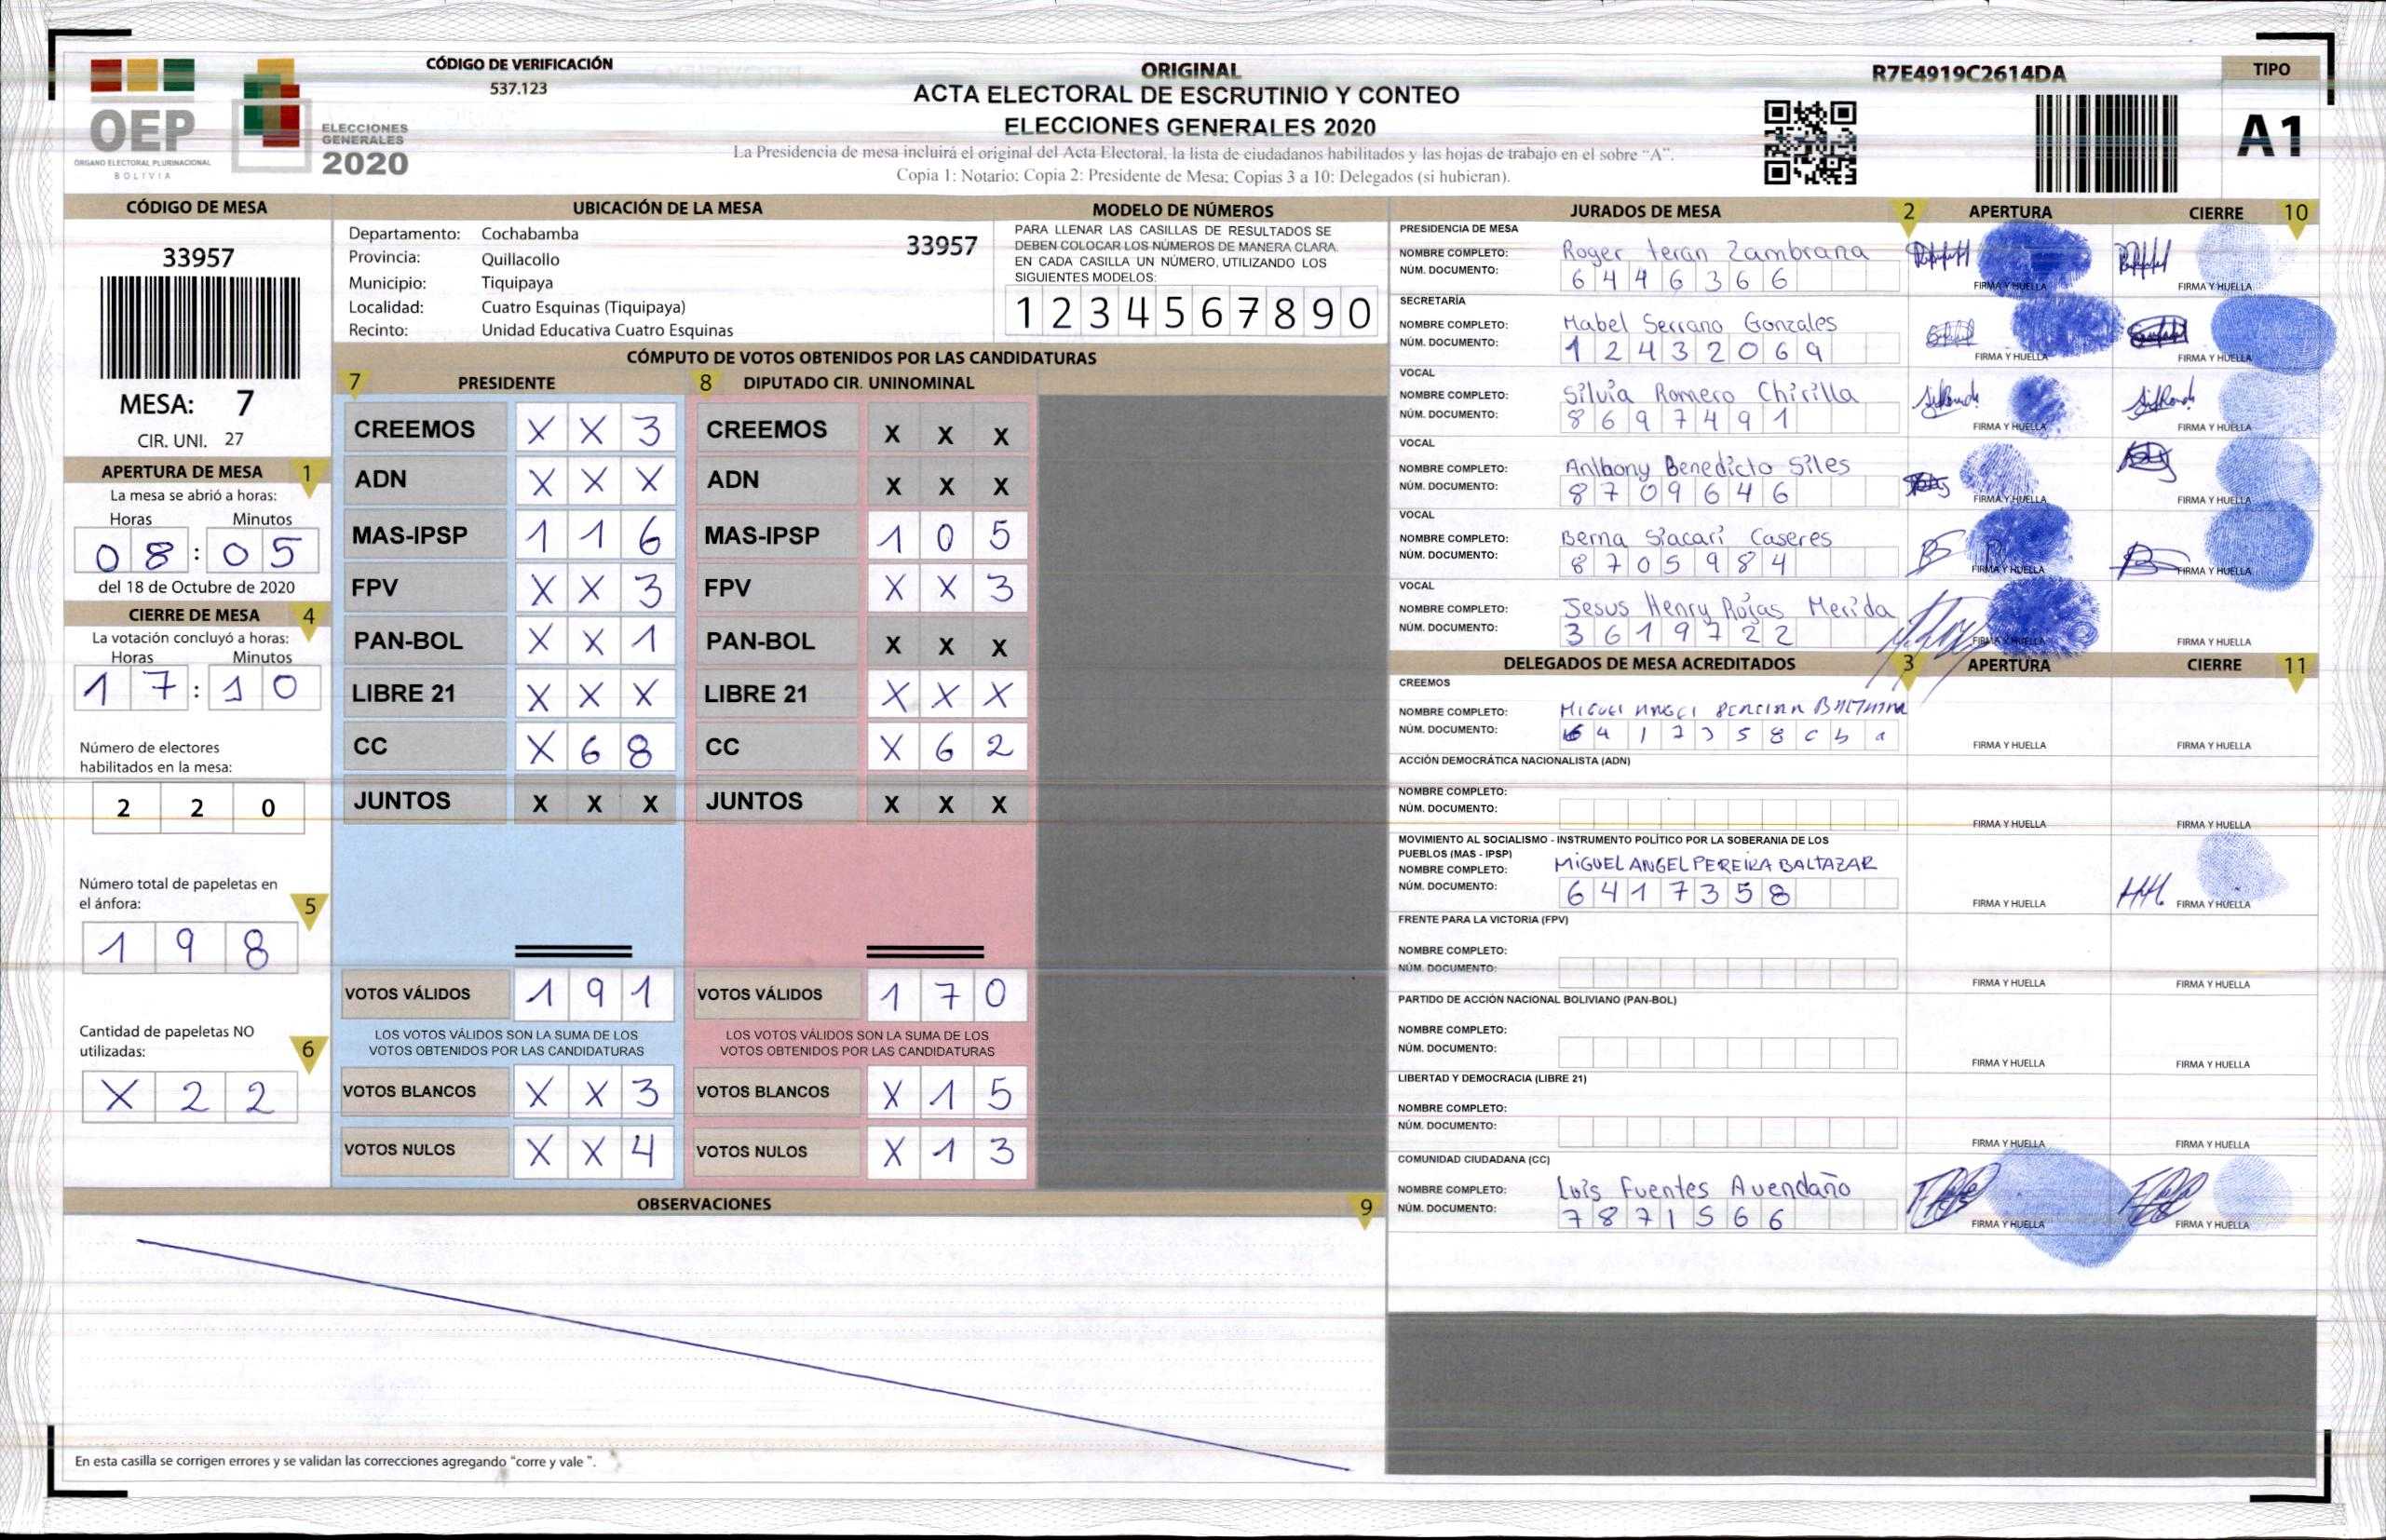 CÓDIGO DE VERIFICACIÓN
537.123
OEP
ÓRGANO ELECTORAL PLURINACIONAL
BOLIVIA
ELECCIONES
GENERALES
2020
ORIGINAL
ACTA ELECTORAL DE ESCRUTINIO Y CONTEO
ELECCIONES GENERALES 2020
La Presidencia de mesa incluirá el original del Acta Electoral, la lista de ciudadanos habilitados y las hojas de trabajo en el sobre "A".
Copia 1: Notario; Copia 2: Presidente de Mesa; Copias 3 a 10: Delegados (si hubieran).
R7E4919C2614DA
TIPO
A1
CÓDIGO DE MESA
33957
MESA: 7
CIR. UNI. 27
APERTURA DE MESA 1
La mesa se abrió a horas:
Horas Minutos
08:05
del 18 de Octubre de 2020
CIERRE DE MESA 4
La votación concluyó a horas:
Horas Minutos
17:10
Número de electores
habilitados en la mesa:
2 2 0
Número total de papeletas en
el ánfora: 5
1 9 8
Cantidad de papeletas NO
utilizadas: 6
X 2 2
UBICACIÓN DE LA MESA
Departamento: Cochabamba
Provincia: Quillacollo
Municipio: Tiquipaya
Localidad: Cuatro Esquinas (Tiquipaya)
Recinto: Unidad Educativa Cuatro Esquinas
33957
MODELO DE NÚMEROS
PARA LLENAR LAS CASILLAS DE RESULTADOS SE
DEBEN COLOCAR LOS NÚMEROS DE MANERA CLARA.
EN CADA CASILLA UN NÚMERO, UTILIZANDO LOS
SIGUIENTES MODELOS:
1 2 3 4 5 6 7 8 9 0
CÓMPUTO DE VOTOS OBTENIDOS POR LAS CANDIDATURAS
7 PRESIDENTE 8 DIPUTADO CIR. UNINOMINAL
CREEMOS X X 3 CREEMOS X X X
ADN X X X ADN X X X
MAS-IPSP 1 1 6 MAS-IPSP 1 0 5
FPV X X 3 FPV X X 3
PAN-BOL X X 1 PAN-BOL X X X
LIBRE 21 X X X LIBRE 21 X X X
CC X 6 8 CC X 6 2
JUNTOS X X X JUNTOS X X X
VOTOS VÁLIDOS 1 9 1 VOTOS VÁLIDOS 1 7 0
LOS VOTOS VÁLIDOS SON LA SUMA DE LOS LOS VOTOS VÁLIDOS SON LA SUMA DE LOS
VOTOS OBTENIDOS POR LAS CANDIDATURAS VOTOS OBTENIDOS POR LAS CANDIDATURAS
VOTOS BLANCOS X X 3 VOTOS BLANCOS X 1 5
VOTOS NULOS X X 4 VOTOS NULOS X 1 3
OBSERVACIONES 9
En esta casilla se corrigen errores y se validan las correcciones agregando "corre y vale ".
JURADOS DE MESA 2 APERTURA CIERRE 10
PRESIDENCIA DE MESA
NOMBRE COMPLETO: Roger teran Zambrana
NÚM. DOCUMENTO: 6446366 FIRMA Y HUELLA FIRMA Y HUELLA
SECRETARÍA
NOMBRE COMPLETO: Mabel Serrano Gonzales
NÚM. DOCUMENTO: 12432069 FIRMA Y HUELLA FIRMA Y HUELLA
VOCAL
NOMBRE COMPLETO: Silvia Romero Chirilla
NÚM. DOCUMENTO: 8697491 FIRMA Y HUELLA FIRMA Y HUELLA
VOCAL
NOMBRE COMPLETO: Anthony Benedicto Siles
NÚM. DOCUMENTO: 8709646 FIRMA Y HUELLA FIRMA Y HUELLA
VOCAL
NOMBRE COMPLETO: Berna Siacari Caseres
NÚM. DOCUMENTO: 8705984 FIRMA Y HUELLA FIRMA Y HUELLA
VOCAL
NOMBRE COMPLETO: Jesus Henry Rojas Merida
NÚM. DOCUMENTO: 3619722 FIRMA Y HUELLA FIRMA Y HUELLA
DELEGADOS DE MESA ACREDITADOS 3 APERTURA CIERRE 11
CREEMOS
NOMBRE COMPLETO: MIGUEL ANGEL
NÚM. DOCUMENTO: FIRMA Y HUELLA FIRMA Y HUELLA
ACCIÓN DEMOCRÁTICA NACIONALISTA (ADN)
NOMBRE COMPLETO:
NÚM. DOCUMENTO: FIRMA Y HUELLA FIRMA Y HUELLA
MOVIMIENTO AL SOCIALISMO - INSTRUMENTO POLÍTICO POR LA SOBERANIA DE LOS
PUEBLOS (MAS - IPSP)
NOMBRE COMPLETO: MIGUEL ANGEL PEREIRA BALTAZAR
NÚM. DOCUMENTO: 6417358 FIRMA Y HUELLA FIRMA Y HUELLA
FRENTE PARA LA VICTORIA (FPV)
NOMBRE COMPLETO:
NÚM. DOCUMENTO: FIRMA Y HUELLA FIRMA Y HUELLA
PARTIDO DE ACCIÓN NACIONAL BOLIVIANO (PAN-BOL)
NOMBRE COMPLETO:
NÚM. DOCUMENTO: FIRMA Y HUELLA FIRMA Y HUELLA
LIBERTAD Y DEMOCRACIA (LIBRE 21)
NOMBRE COMPLETO:
NÚM. DOCUMENTO: FIRMA Y HUELLA FIRMA Y HUELLA
COMUNIDAD CIUDADANA (CC)
NOMBRE COMPLETO: Luis Fuentes Avendaño
NÚM. DOCUMENTO: 7871566 FIRMA Y HUELLA FIRMA Y HUELLA